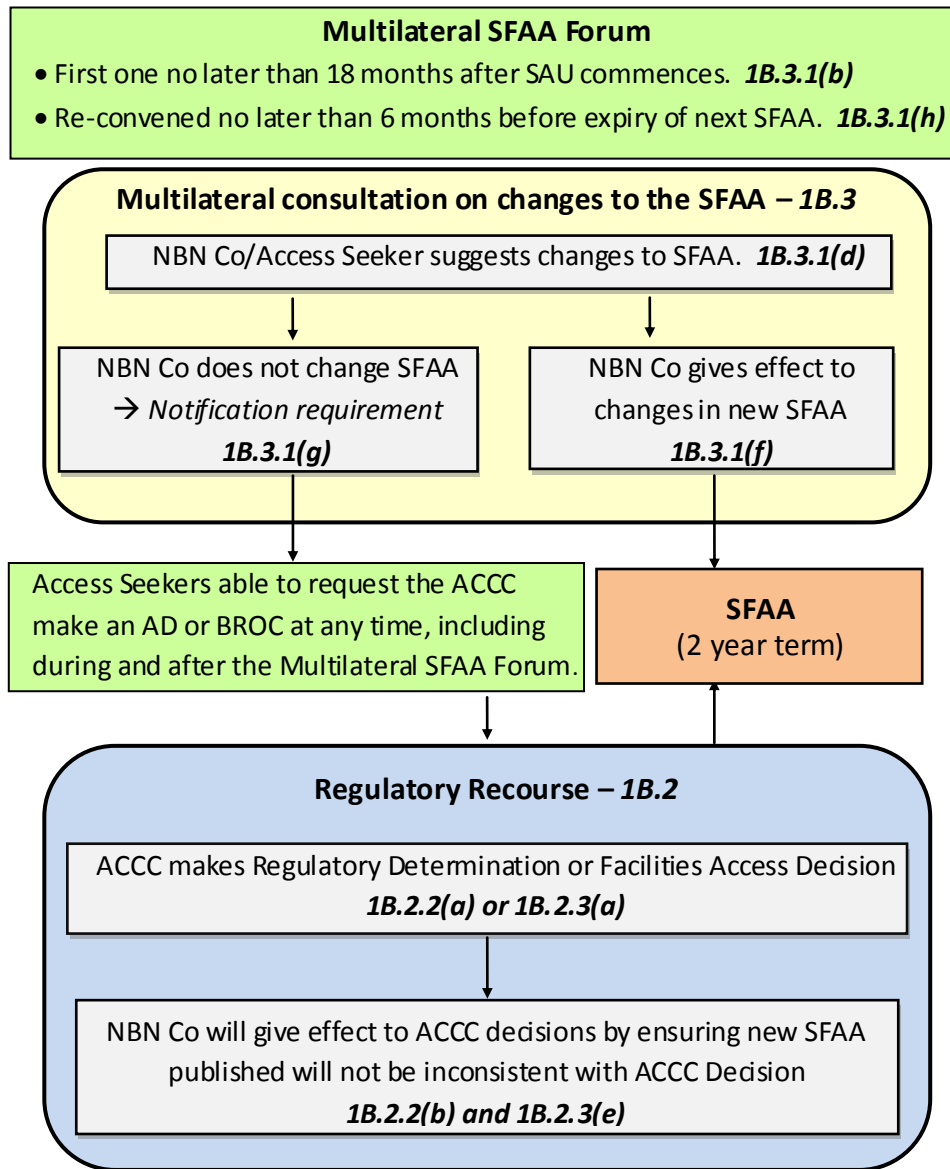 Multilateral SFAA Forum
• First one no later than 18 months after SAU commences. 1B.3.1(b)
• Re-convened no later than 6 months before expiry of next SFAA. 1B.3.1(h)
Multilateral consultation on changes to the SFAA – 1B.3
NBN Co/Access Seeker suggests changes to SFAA. 1B.3.1(d)
NBN Co does not change SFAA
→ Notification requirement
1B.3.1(g)
NBN Co gives effect to
changes in new SFAA
1B.3.1(f)
Access Seekers able to request the ACCC
make an AD or BROC at any time, including
during and after the Multilateral SFAA Forum.
SFAA
(2 year term)
Regulatory Recourse – 1B.2
ACCC makes Regulatory Determination or Facilities Access Decision
1B.2.2(a) or 1B.2.3(a)
NBN Co will give effect to ACCC decisions by ensuring new SFAA
published will not be inconsistent with ACCC Decision
1B.2.2(b) and 1B.2.3(e)